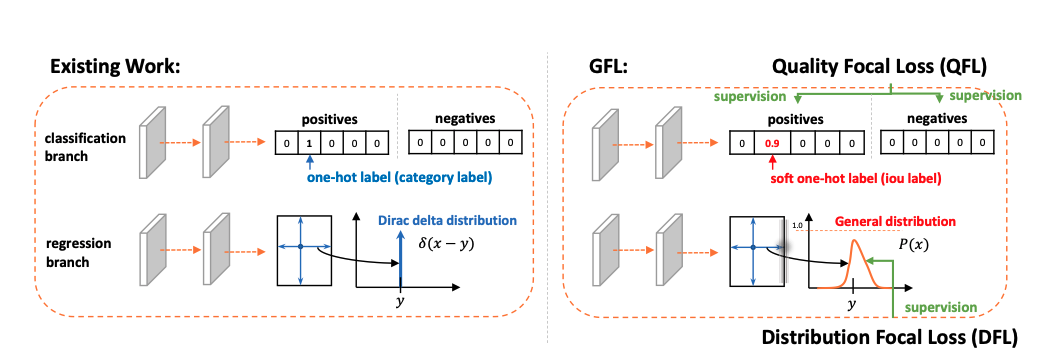 Existing Work:
classification
branch
positives
negatives
0 1 0 0 0
0 0 0 0 0
one-hot label (category label)
regression
branch
Dirac delta distribution
δ(x − y)
y
GFL:
Quality Focal Loss (QFL)
supervision
supervision
positives
negatives
0 0.9 0 0 0
0 0 0 0 0
soft one-hot label (iou label)
General distribution
1.0
P(x)
y
supervision
Distribution Focal Loss (DFL)